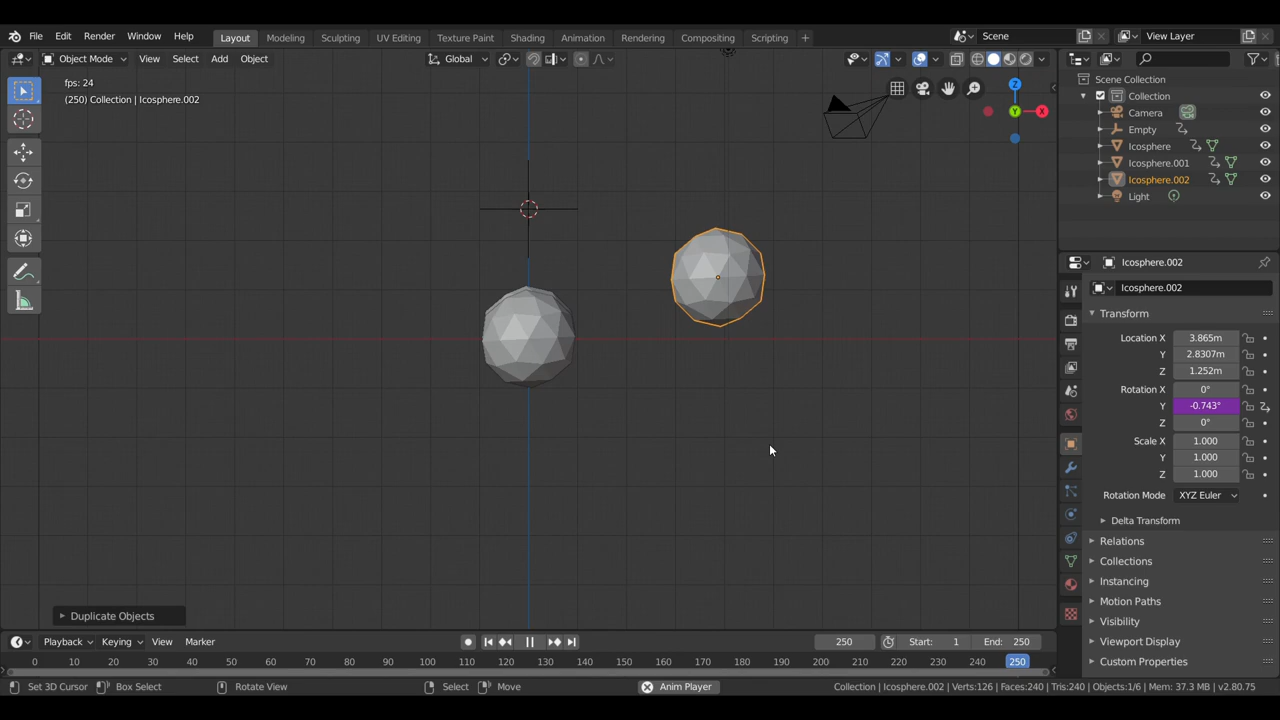 File Edit Render Window Help Layout Modeling Sculpting UV Editing Texture Paint Shading Animation Rendering Compositing Scripting + Scene View Layer
Object Mode View Select Add Object Global
fps: 24
(250) Collection | Icosphere.002
Z
Y
X
Scene Collection
Collection
Camera
Empty
Icosphere
Icosphere.001
Icosphere.002
Light
Icosphere.002
Icosphere.002
Transform
Location X 3.865m
Y 2.8307m
Z 1.252m
Rotation X 0°
Y -0.743°
Z 0°
Scale X 1.000
Y 1.000
Z 1.000
Rotation Mode XYZ Euler
Delta Transform
Relations
Collections
Instancing
Motion Paths
Visibility
Viewport Display
Custom Properties
Duplicate Objects
Playback Keying View Marker 250 Start: 1 End: 250
0 10 20 30 40 50 60 70 80 90 100 110 120 130 140 150 160 170 180 190 200 210 220 230 240 250
Set 3D Cursor Box Select Rotate View Select Move Anim Player Collection | Icosphere.002 | Verts:126 | Faces:240 | Tris:240 | Objects:1/6 | Mem: 37.3 MB | v2.80.75